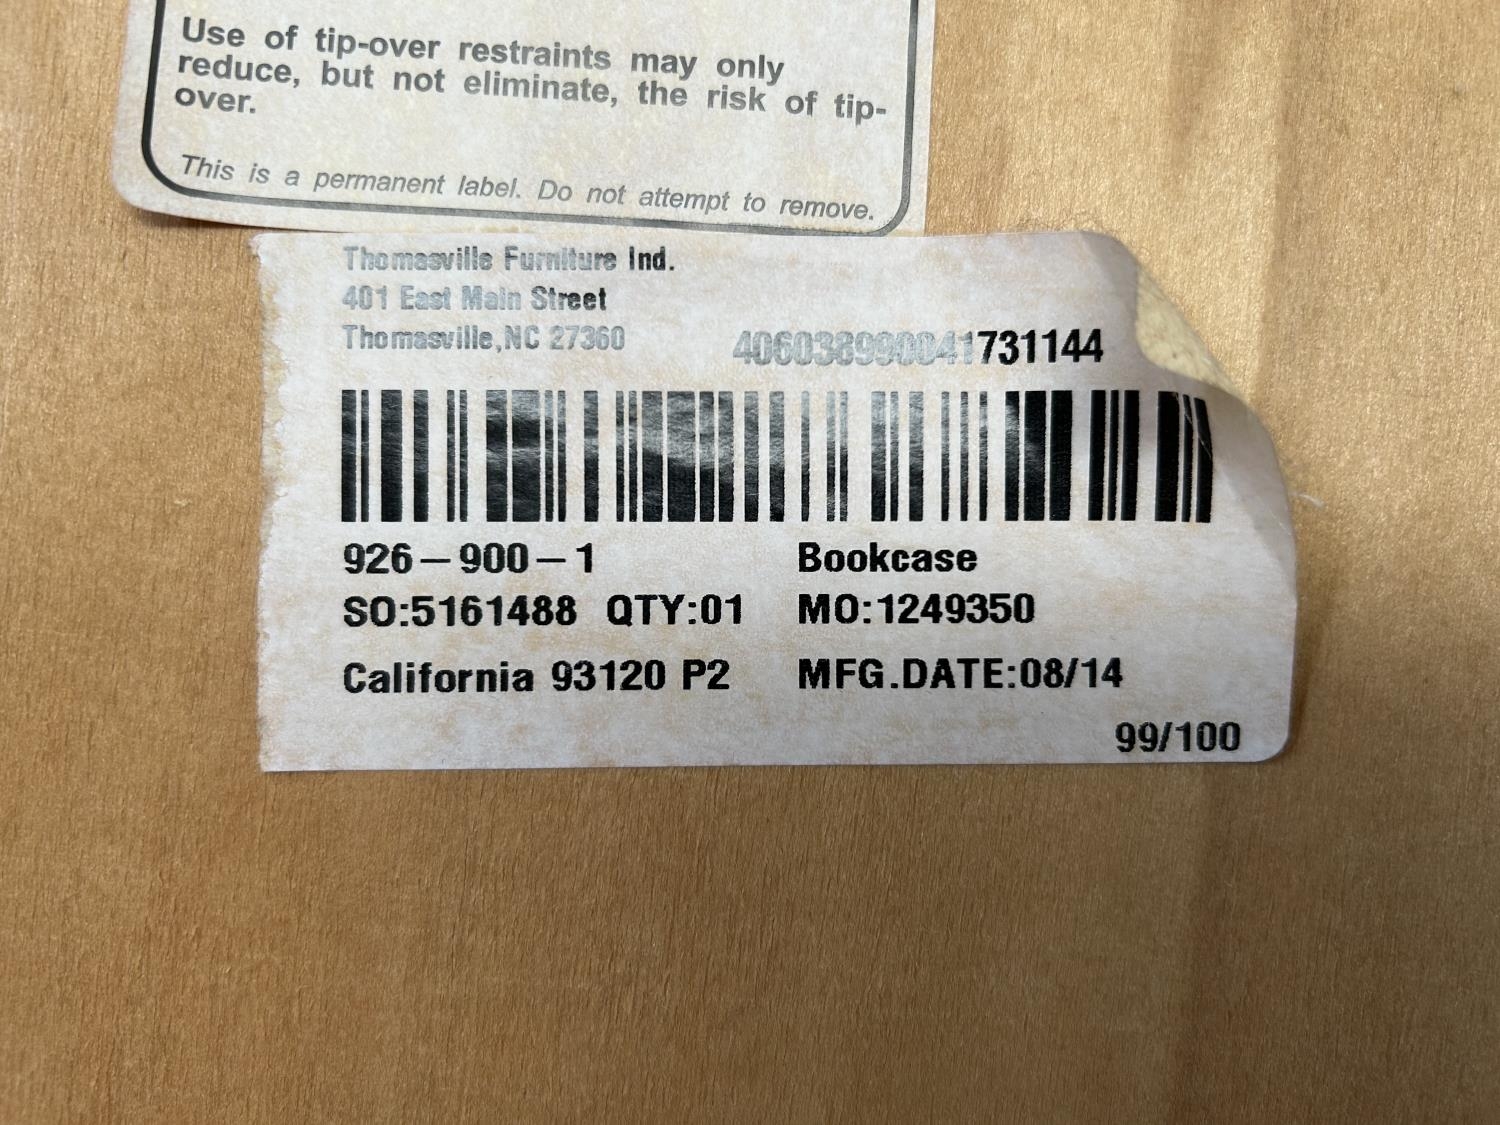 Use of tip-over restraints may only
reduce, but not eliminate, the risk of tip-
over.
This is a permanent label. Do not attempt to remove.
Thomasville Furniture Ind.
401 East Main Street
Thomasville,NC 27360
406038990041731144
926-900-1 Bookcase
SO:5161488 QTY:01 MO:1249350
California 93120 P2 MFG.DATE:08/14
99/100